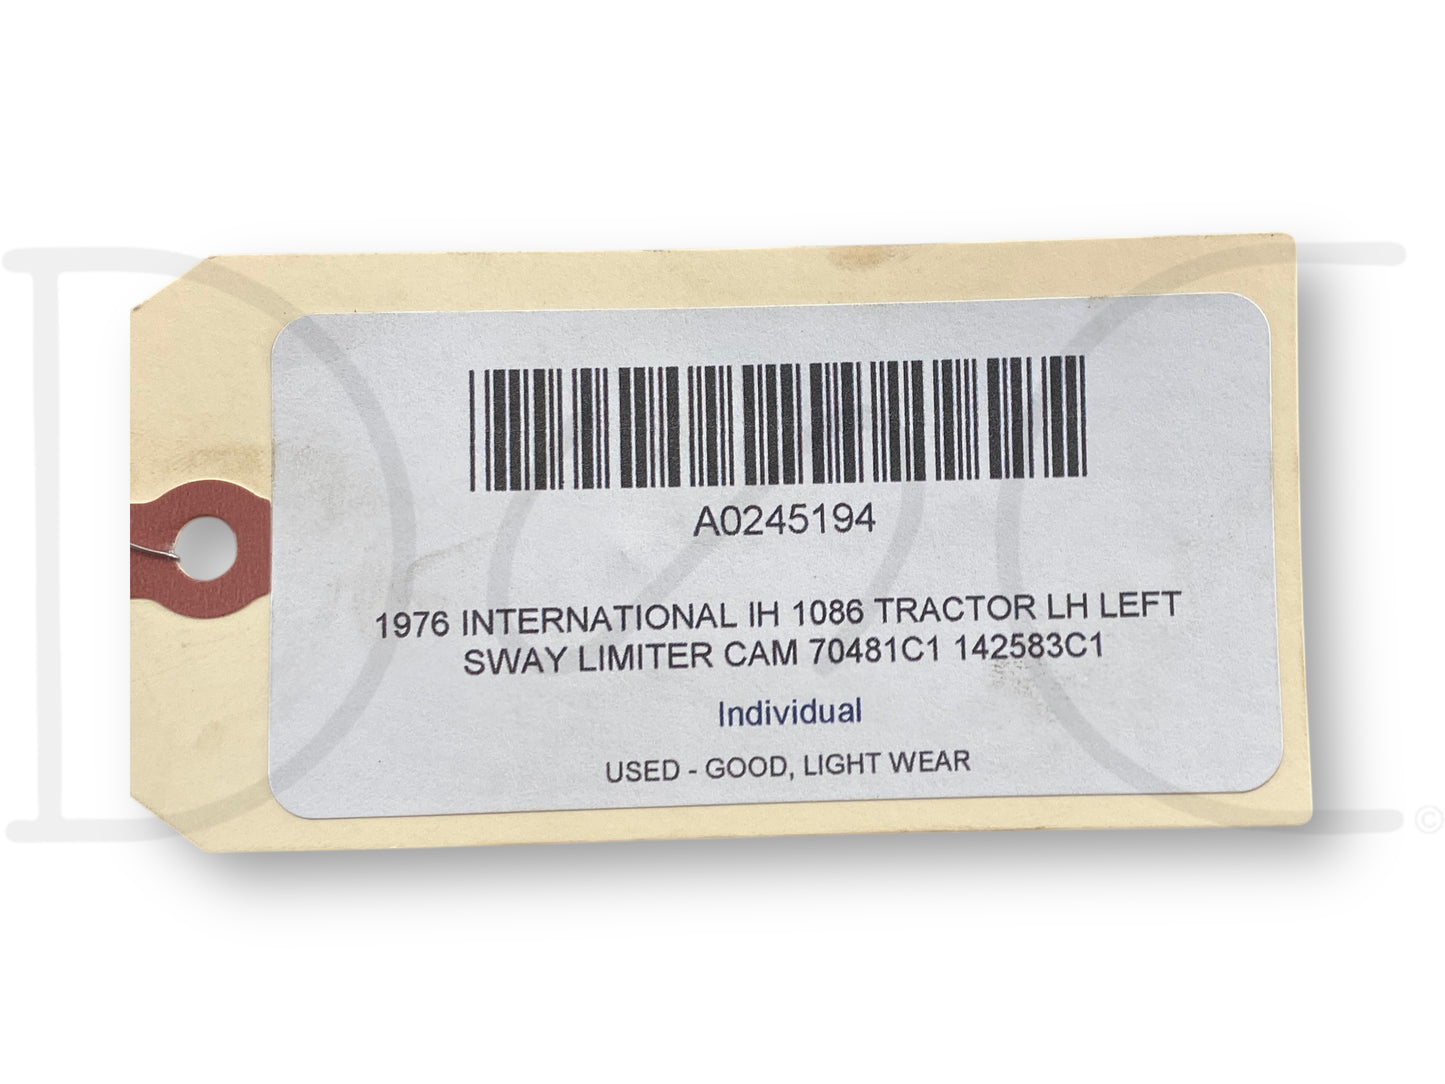 A0245194
1976 INTERNATIONAL IH 1086 TRACTOR LH LEFT
SWAY LIMITER CAM 70481C1 142583C1
Individual
USED - GOOD, LIGHT WEAR
©